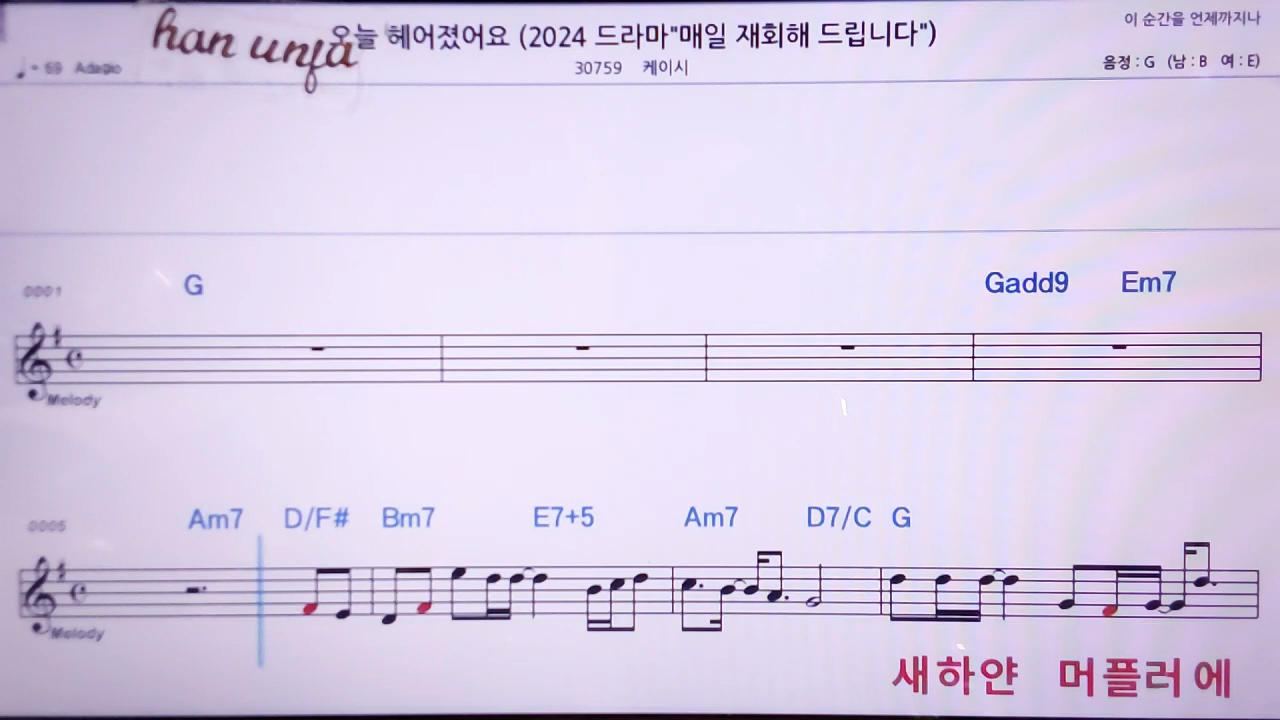 han unfa
오늘 헤어졌어요 (2024 드라마"매일 재회해 드립니다")
이 순간을 언제까지나
♩= 69 Adagio
30759 케이시
음정 : G (남 : B 여 : E)
0001
G Gadd9 Em7
Melody
0005
Am7 D/F# Bm7 E7+5 Am7 D7/C G
Melody
새하얀 머플러에